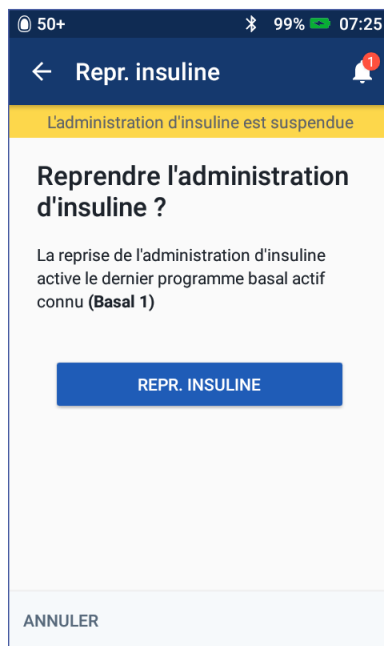 50+ 99% 07:25
Repr. insuline 1
L'administration d'insuline est suspendue
Reprendre l'administration
d'insuline ?
La reprise de l'administration d'insuline
active le dernier programme basal actif
connu (Basal 1)
REPR. INSULINE
ANNULER